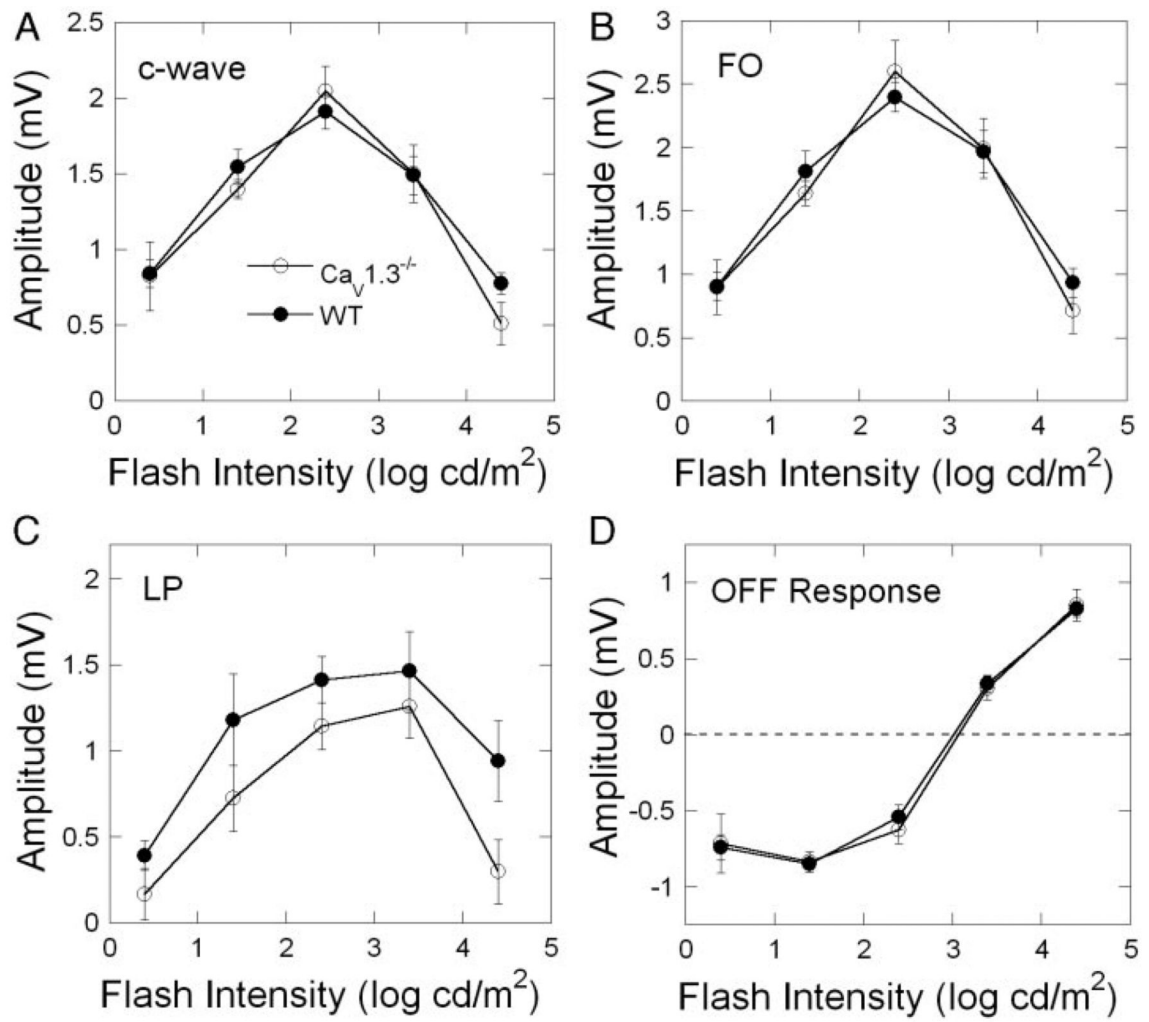 A
c-wave
2.5
2
1.5
1
0.5
0
Amplitude (mV)
Ca_V1.3^-/-
WT
0 1 2 3 4 5
Flash Intensity (log cd/m²)
B
FO
3
2.5
2
1.5
1
0.5
0
Amplitude (mV)
0 1 2 3 4 5
Flash Intensity (log cd/m²)
C
LP
2
1.5
1
0.5
0
Amplitude (mV)
0 1 2 3 4 5
Flash Intensity (log cd/m²)
D
OFF Response
1
0.5
0
-0.5
-1
Amplitude (mV)
0 1 2 3 4 5
Flash Intensity (log cd/m²)